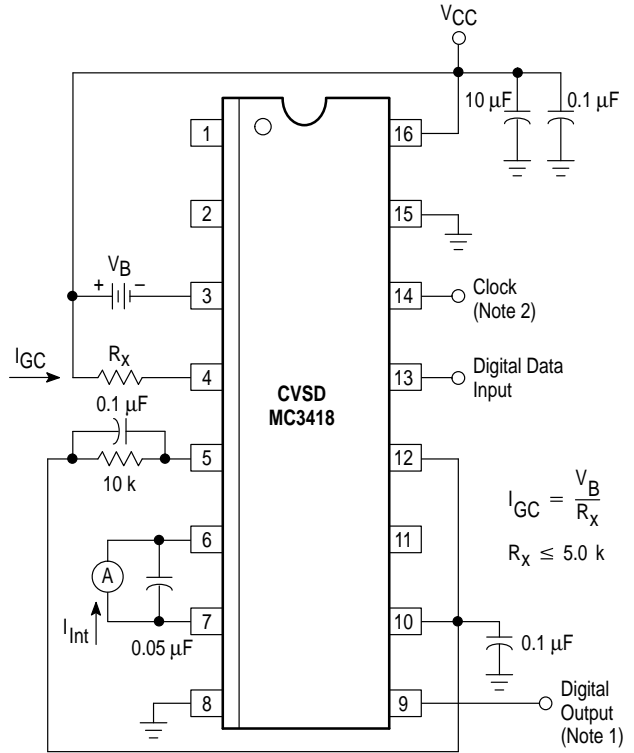 VCC
10 µF
0.1 µF
1
16
2
15
VB
+
–
3
14
Clock
(Note 2)
IGC
RX
4
13
Digital Data
Input
CVSD
MC3418
0.1 µF
10 k
5
12
IGC = VB / RX
RX ≤ 5.0 k
6
11
A
IInt
0.05 µF
7
10
0.1 µF
8
9
Digital
Output
(Note 1)